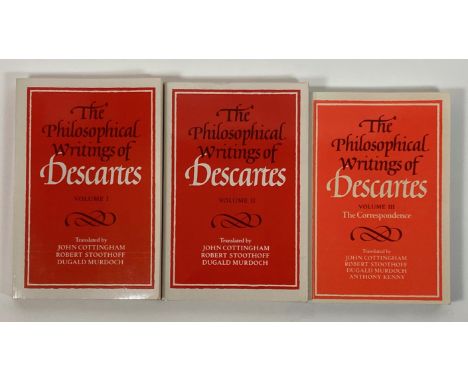 The
Philosophical
Writings of
Descartes
VOLUME I
Translated by
JOHN COTTINGHAM
ROBERT STOOTHOFF
DUGALD MURDOCH
The
Philosophical
Writings of
Descartes
VOLUME II
Translated by
JOHN COTTINGHAM
ROBERT STOOTHOFF
DUGALD MURDOCH
The
Philosophical
Writings of
Descartes
VOLUME III
The Correspondence
Translated by
JOHN COTTINGHAM
ROBERT STOOTHOFF
DUGALD MURDOCH
ANTHONY KENNY